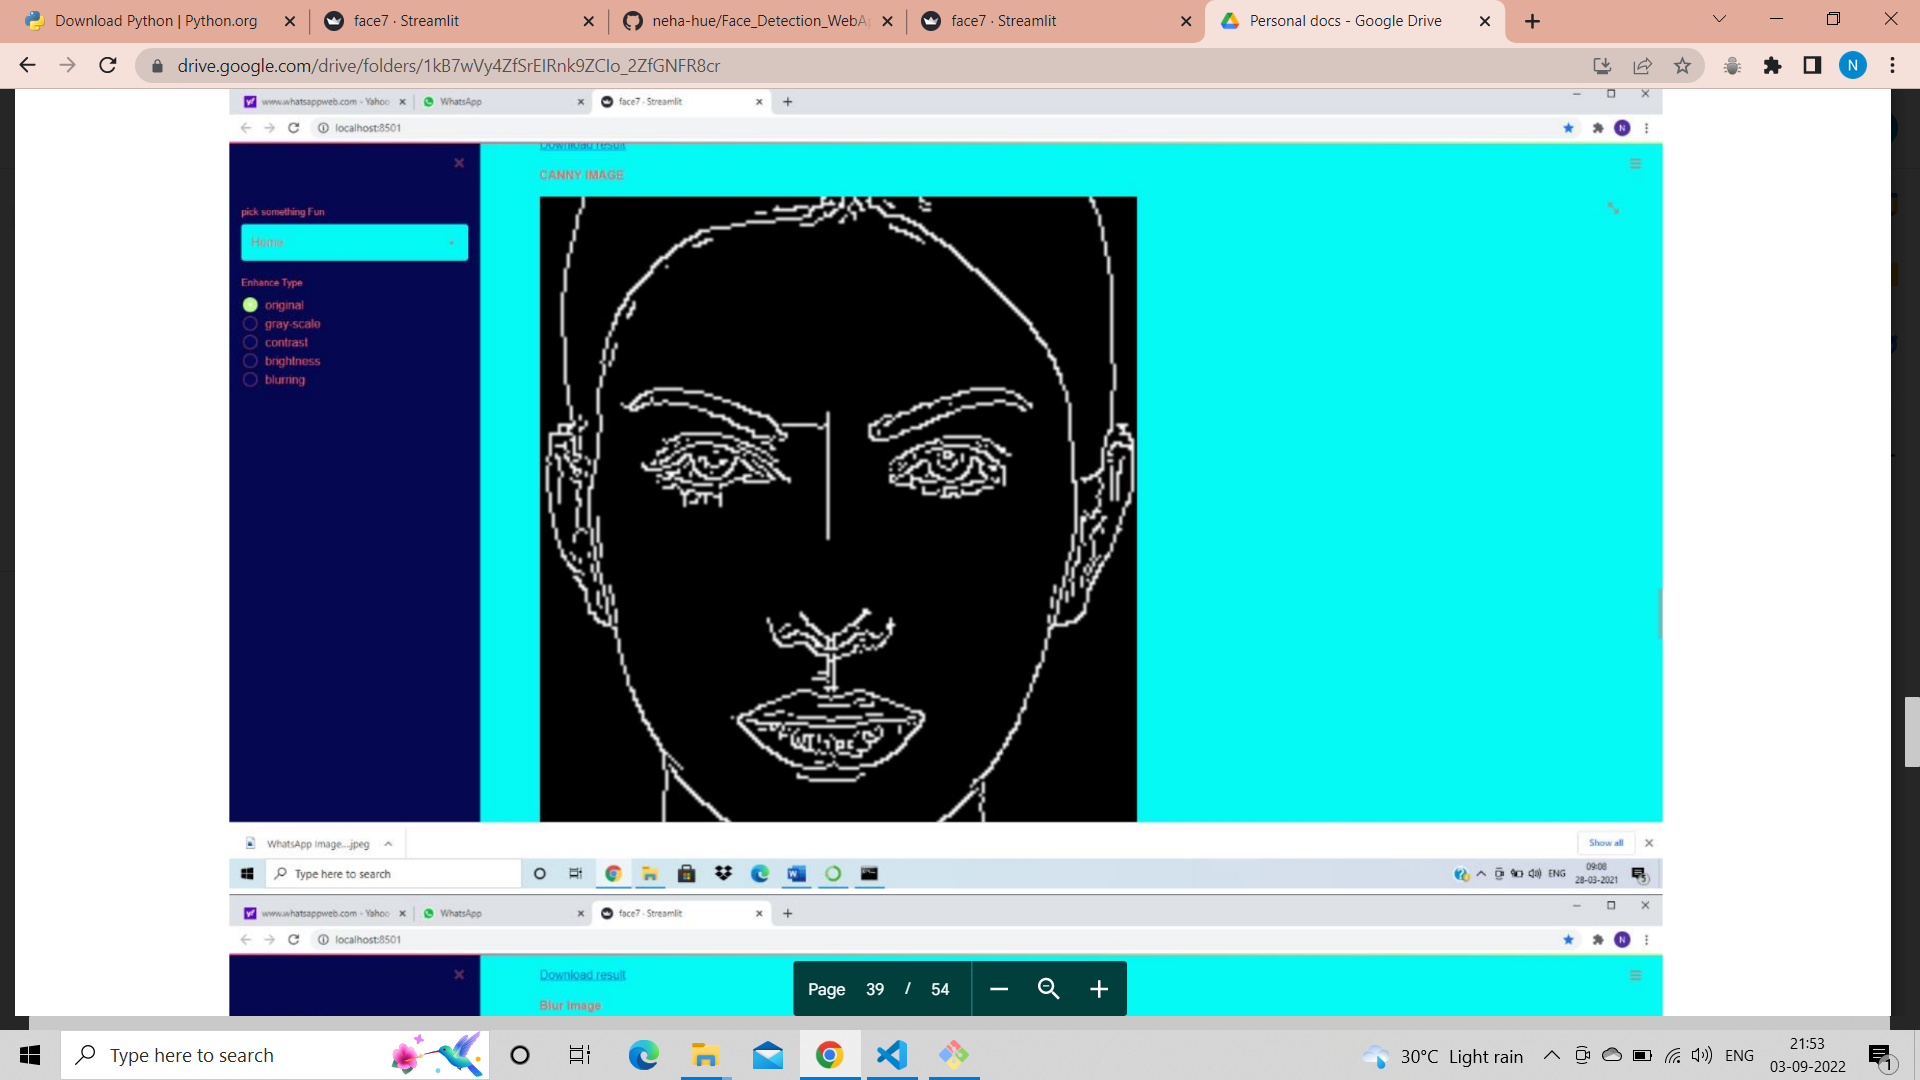 Download Python | Python.org
face7 · Streamlit
neha-hue/Face_Detection_WebA
face7 · Streamlit
Personal docs - Google Drive
drive.google.com/drive/folders/1kB7wVy4ZfSrEIRnk9ZCIo_2ZfGNFR8cr
N
www.whatsappweb.com - Yahoo
WhatsApp
face7 · Streamlit
localhost:8501
N
Download result
CANNY IMAGE
pick something Fun
Home
Enhance Type
original
gray-scale
contrast
brightness
blurring
WhatsApp Image....jpeg
Show all
Type here to search
ENG
09:08
28-03-2021
www.whatsappweb.com - Yahoo
WhatsApp
face7 · Streamlit
localhost:8501
N
Download result
Blur Image
Page 39 / 54
Type here to search
30°C Light rain
ENG
21:53
03-09-2022
1